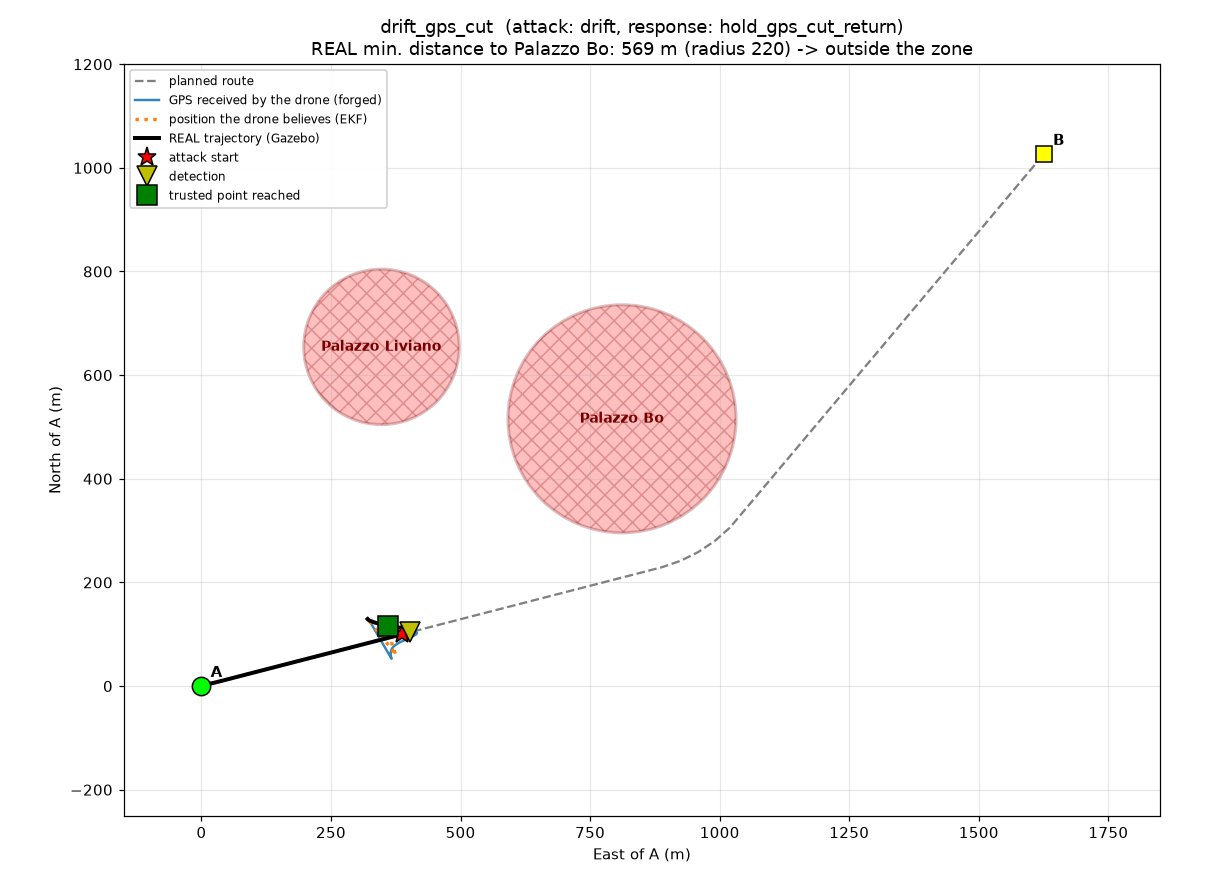 drift_gps_cut  (attack: drift, response: hold_gps_cut_return)
REAL min. distance to Palazzo Bo: 569 m (radius 220) -> outside the zone
planned route
GPS received by the drone (forged)
position the drone believes (EKF)
REAL trajectory (Gazebo)
attack start
detection
trusted point reached
1200
1000
800
600
400
200
0
−200
North of A (m)
B
Palazzo Liviano
Palazzo Bo
A
0
250
500
750
1000
1250
1500
1750
East of A (m)